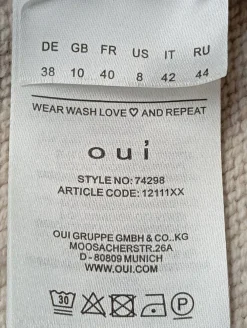 DE GB FR US IT RU
38 10 40 8 42 44
WEAR WASH LOVE ♡ AND REPEAT
oui
STYLE NO: 74298
ARTICLE CODE: 12111XX
OUI GRUPPE GMBH & CO..KG
MOOSACHERSTR.26A
D - 80809 MUNICH
WWW.OUI.COM
30 P